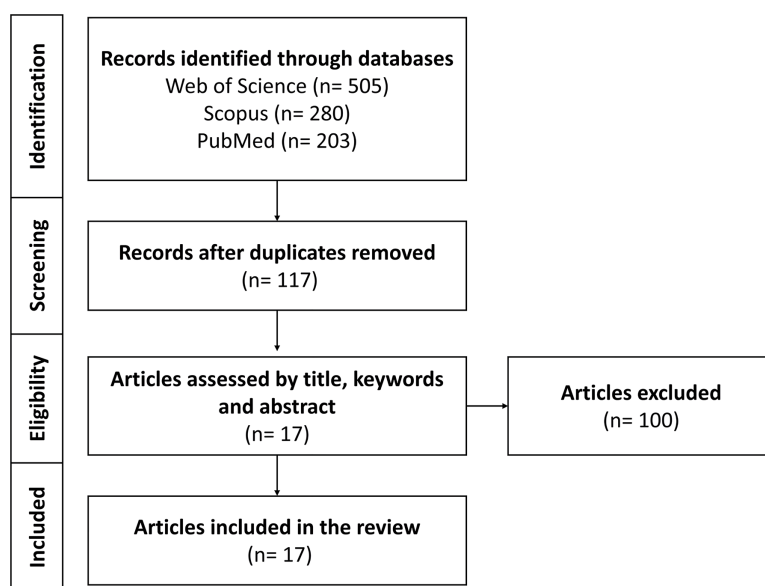 Identification
Records identified through databases
Web of Science (n= 505)
Scopus (n= 280)
PubMed (n= 203)
Screening
Records after duplicates removed
(n= 117)
Eligibility
Articles assessed by title, keywords
and abstract
(n= 17)
Articles excluded
(n= 100)
Included
Articles included in the review
(n= 17)